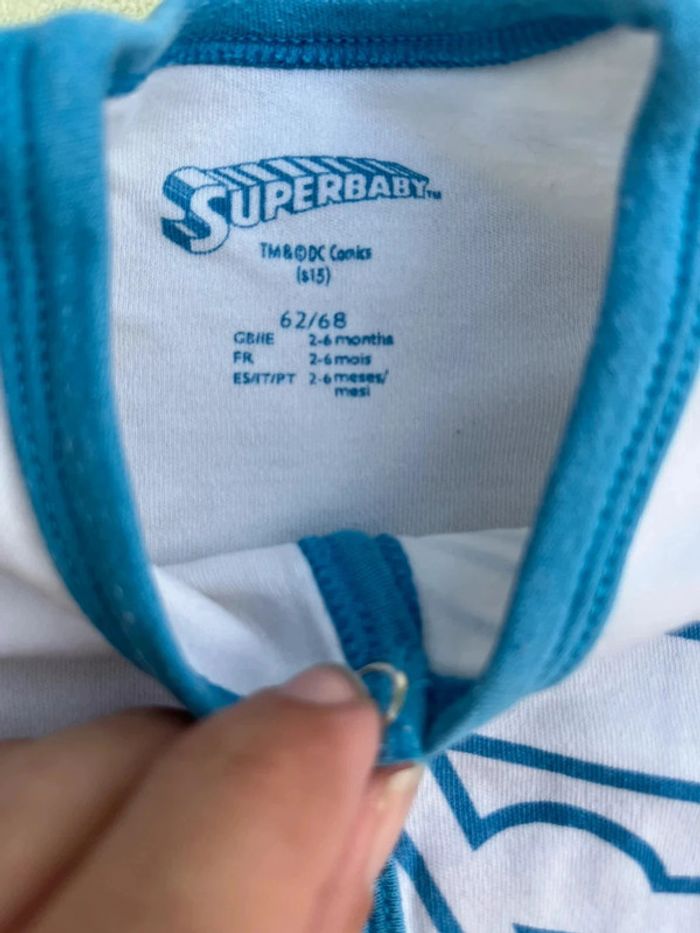 SUPERBABY™
TM & © DC Comics
(s15)
62/68
GB/IE 2-6 months
FR 2-6 mois
ES/IT/PT 2-6 meses/
mesi